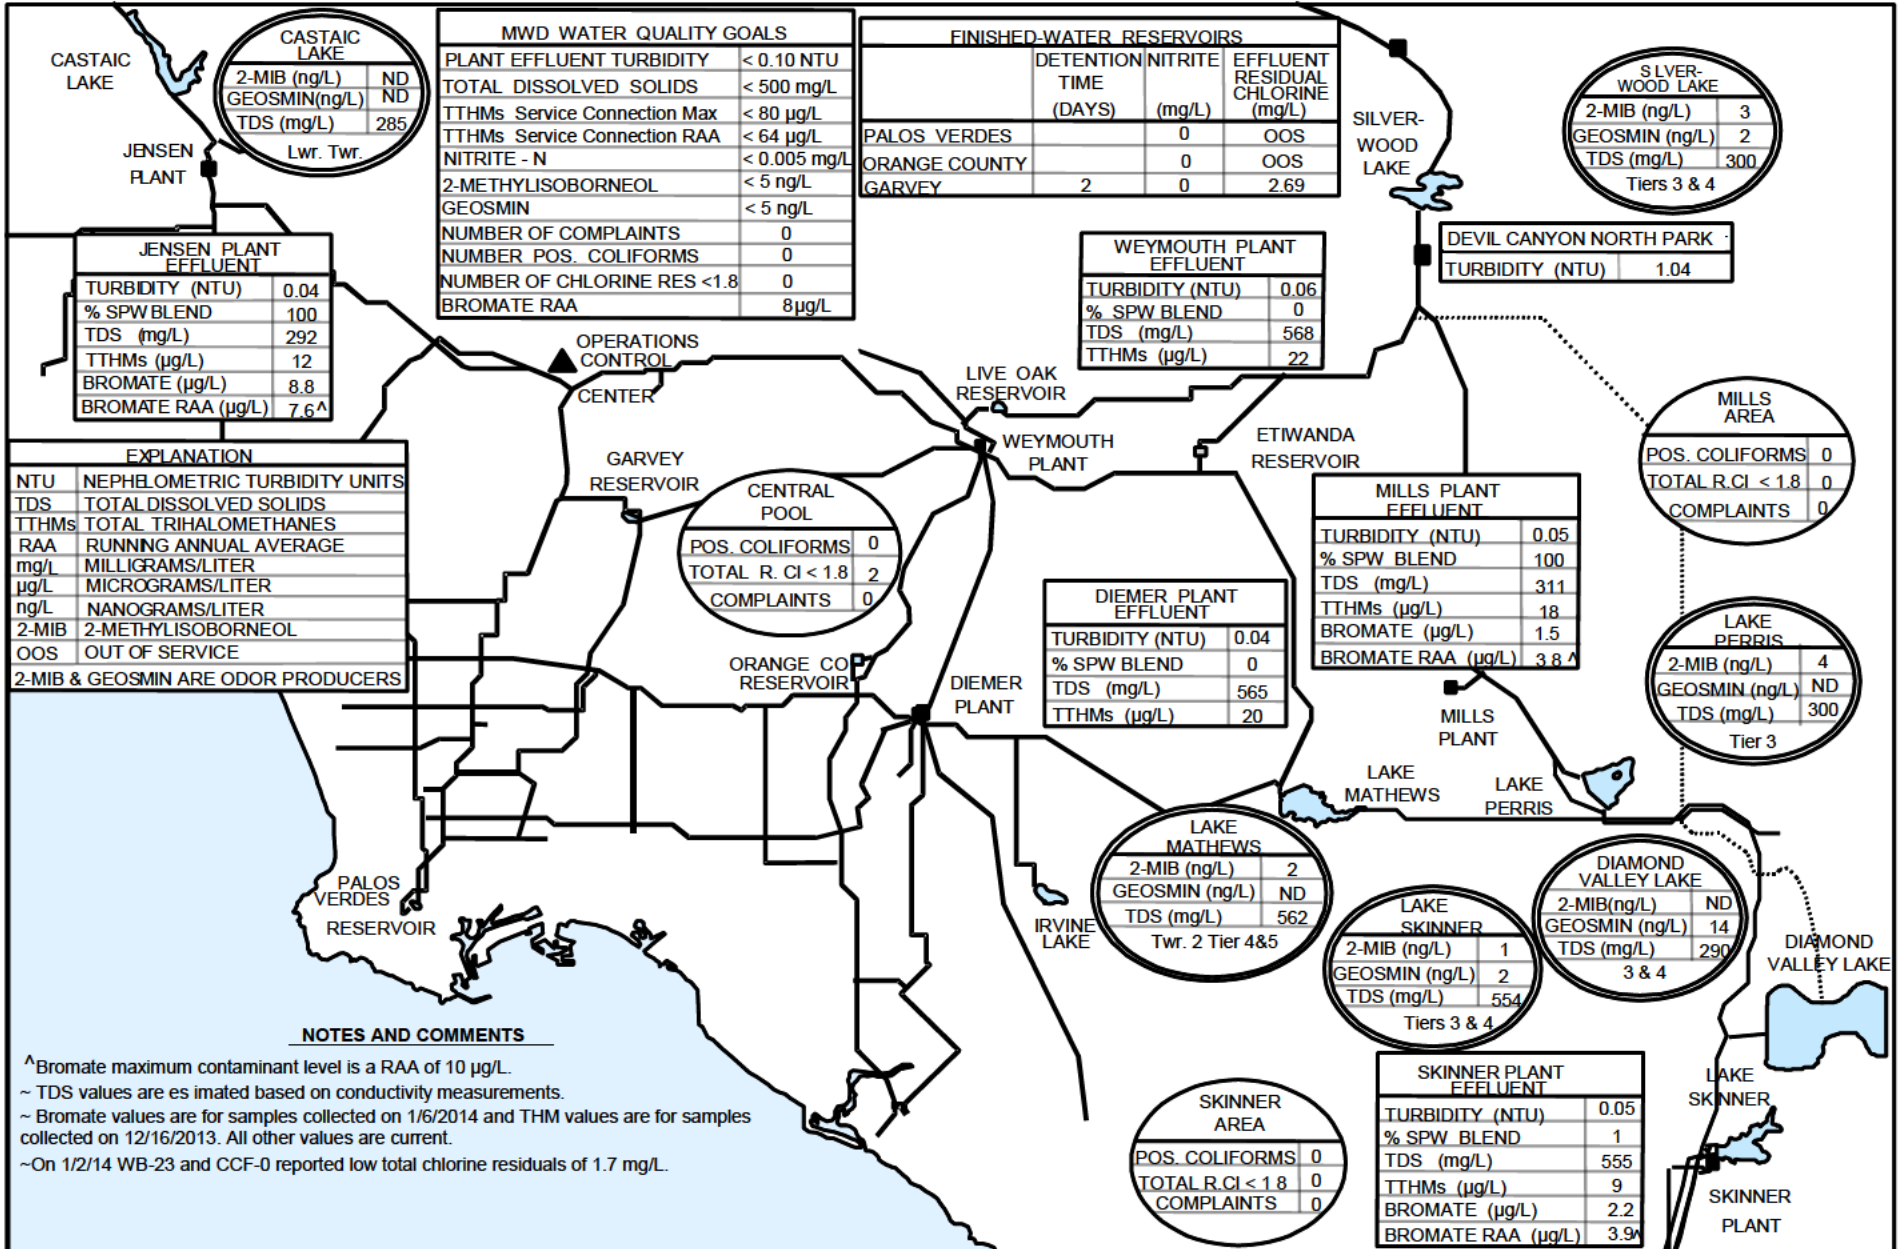 CASTAIC
LAKE
CASTAIC
LAKE
2-MIB (ng/L) ND
GEOSMIN(ng/L) ND
TDS (mg/L) 285
Lwr. Twr.
JENSEN
PLANT
MWD WATER QUALITY GOALS
PLANT EFFLUENT TURBIDITY < 0.10 NTU
TOTAL DISSOLVED SOLIDS < 500 mg/L
TTHMs Service Connection Max < 80 µg/L
TTHMs Service Connection RAA < 64 µg/L
NITRITE - N < 0.005 mg/L
2-METHYLISOBORNEOL < 5 ng/L
GEOSMIN < 5 ng/L
NUMBER OF COMPLAINTS 0
NUMBER POS. COLIFORMS 0
NUMBER OF CHLORINE RES <1.8 0
BROMATE RAA 8µg/L
FINISHED-WATER RESERVOIRS
DETENTION NITRITE EFFLUENT
TIME RESIDUAL
CHLORINE
(DAYS) (mg/L) (mg/L)
PALOS VERDES 0 OOS
ORANGE COUNTY 0 OOS
GARVEY 2 0 2.69
SILVER-
WOOD
LAKE
S LVER-
WOOD LAKE
2-MIB (ng/L) 3
GEOSMIN (ng/L) 2
TDS (mg/L) 300
Tiers 3 & 4
DEVIL CANYON NORTH PARK
TURBIDITY (NTU) 1.04
JENSEN PLANT
EFFLUENT
TURBIDITY (NTU) 0.04
% SPW BLEND 100
TDS (mg/L) 292
TTHMs (µg/L) 12
BROMATE (µg/L) 8.8
BROMATE RAA (µg/L) 7.6^
WEYMOUTH PLANT
EFFLUENT
TURBIDITY (NTU) 0.06
% SPW BLEND 0
TDS (mg/L) 568
TTHMs (µg/L) 22
OPERATIONS
CONTROL
CENTER
LIVE OAK
RESERVOIR
WEYMOUTH
PLANT
ETIWANDA
RESERVOIR
MILLS
AREA
POS. COLIFORMS 0
TOTAL R.CI < 1.8 0
COMPLAINTS 0
EXPLANATION
NTU NEPHELOMETRIC TURBIDITY UNITS
TDS TOTAL DISSOLVED SOLIDS
TTHMs TOTAL TRIHALOMETHANES
RAA RUNNING ANNUAL AVERAGE
mg/L MILLIGRAMS/LITER
µg/L MICROGRAMS/LITER
ng/L NANOGRAMS/LITER
2-MIB 2-METHYLISOBORNEOL
OOS OUT OF SERVICE
2-MIB & GEOSMIN ARE ODOR PRODUCERS
GARVEY
RESERVOIR
CENTRAL
POOL
POS. COLIFORMS 0
TOTAL R. CI < 1.8 2
COMPLAINTS 0
MILLS PLANT
EFFLUENT
TURBIDITY (NTU) 0.05
% SPW BLEND 100
TDS (mg/L) 311
TTHMs (µg/L) 18
BROMATE (µg/L) 1.5
BROMATE RAA (µg/L) 3 8 ^
DIEMER PLANT
EFFLUENT
TURBIDITY (NTU) 0.04
% SPW BLEND 0
TDS (mg/L) 565
TTHMs (µg/L) 20
LAKE
PERRIS
2-MIB (ng/L) 4
GEOSMIN (ng/L) ND
TDS (mg/L) 300
Tier 3
ORANGE CO
RESERVOIR
DIEMER
PLANT
MILLS
PLANT
LAKE
MATHEWS
LAKE
PERRIS
LAKE
MATHEWS
2-MIB (ng/L) 2
GEOSMIN (ng/L) ND
TDS (mg/L) 562
Twr. 2 Tier 4&5
IRVINE
LAKE
PALOS
VERDES
RESERVOIR
LAKE
SKINNER
2-MIB (ng/L) 1
GEOSMIN (ng/L) 2
TDS (mg/L) 554
Tiers 3 & 4
DIAMOND
VALLEY LAKE
2-MIB(ng/L) ND
GEOSMIN (ng/L) 14
TDS (mg/L) 290
3 & 4
DIAMOND
VALLEY LAKE
NOTES AND COMMENTS
^Bromate maximum contaminant level is a RAA of 10 µg/L.
~ TDS values are es imated based on conductivity measurements.
~ Bromate values are for samples collected on 1/6/2014 and THM values are for samples
collected on 12/16/2013. All other values are current.
~On 1/2/14 WB-23 and CCF-0 reported low total chlorine residuals of 1.7 mg/L.
SKINNER
AREA
POS. COLIFORMS 0
TOTAL R.CI < 1 8 0
COMPLAINTS 0
SKINNER PLANT
EFFLUENT
TURBIDITY (NTU) 0.05
% SPW BLEND 1
TDS (mg/L) 555
TTHMs (µg/L) 9
BROMATE (µg/L) 2.2
BROMATE RAA (µg/L) 3.9^
LAKE
SKINNER
SKINNER
PLANT